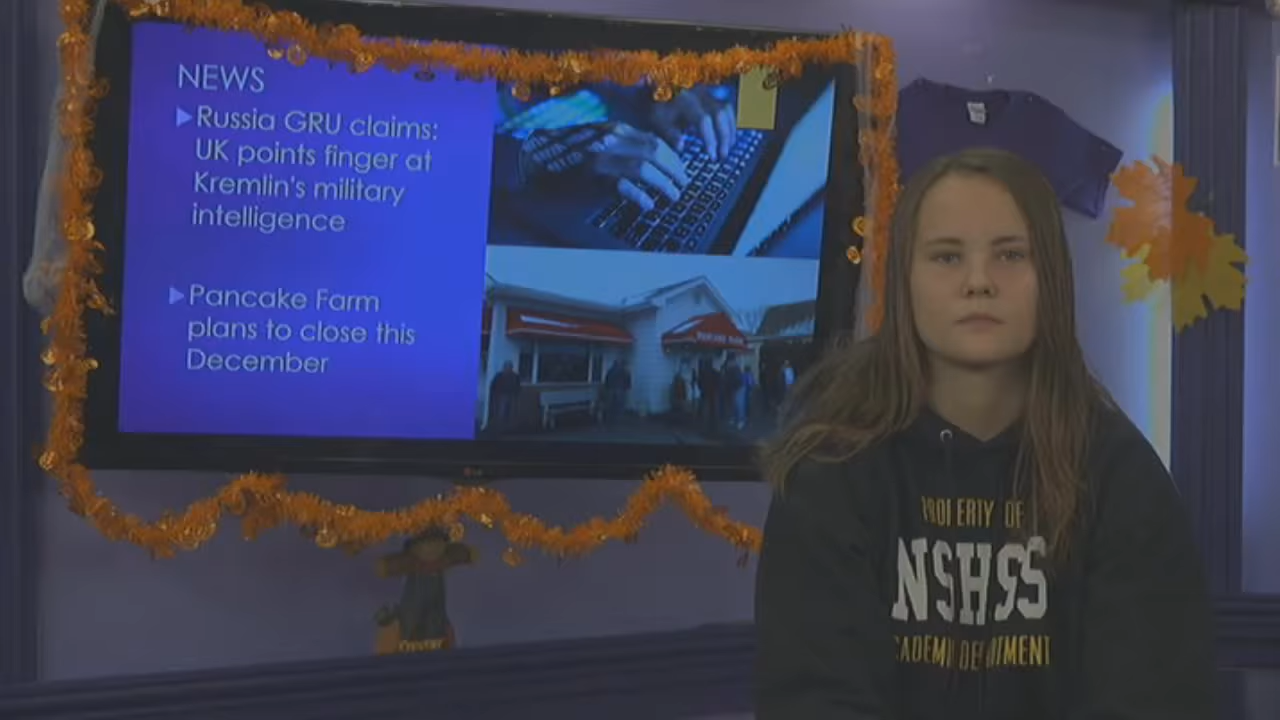 NEWS
Russia GRU claims:
UK points finger at
Kremlin's military
intelligence
Pancake Farm
plans to close this
December
PROPERTY OF
NSHSS
ACADEMIC DEPARTMENT